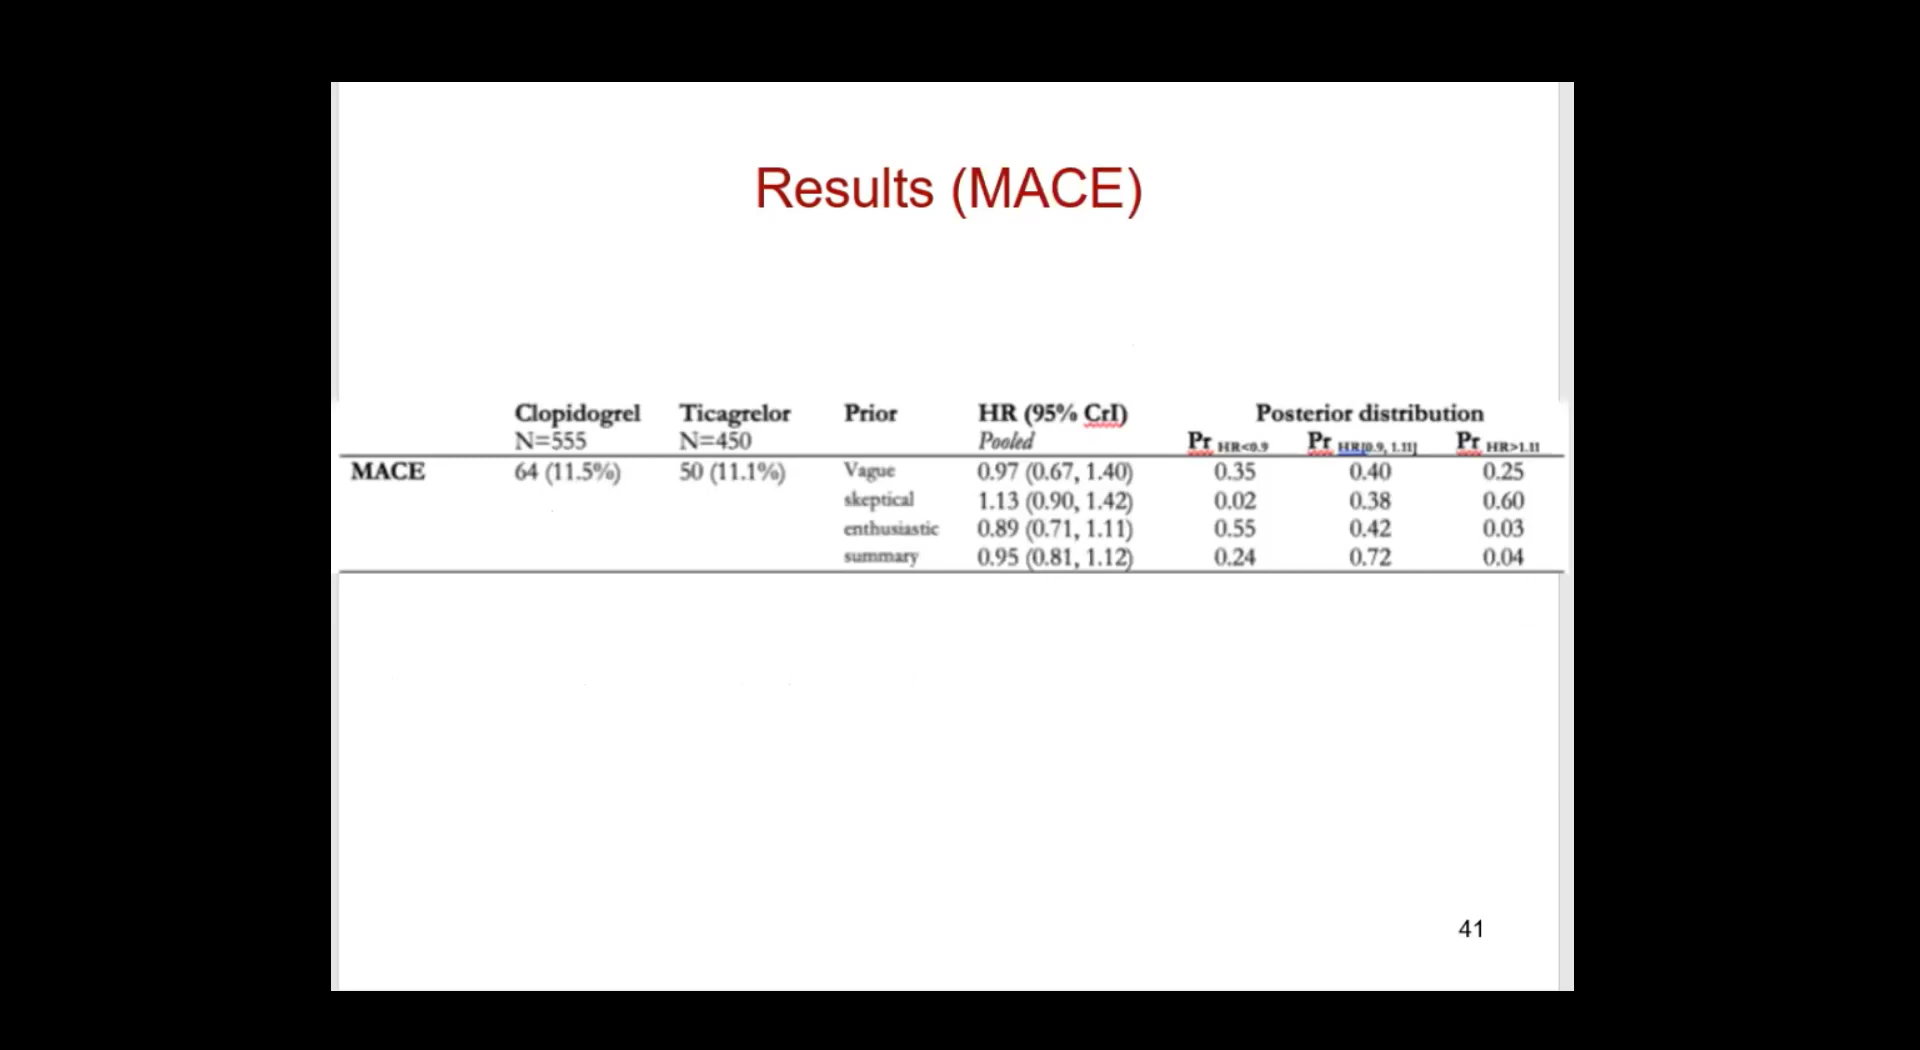 Results (MACE)
Clopidogrel Ticagrelor Prior HR (95% CrI) Posterior distribution
N=555 N=450 Pooled Pr HR<0.9 Pr HR[0.9, 1.11] Pr HR>1.11
MACE 64 (11.5%) 50 (11.1%) Vague 0.97 (0.67, 1.40) 0.35 0.40 0.25
skeptical 1.13 (0.90, 1.42) 0.02 0.38 0.60
enthusiastic 0.89 (0.71, 1.11) 0.55 0.42 0.03
summary 0.95 (0.81, 1.12) 0.24 0.72 0.04
41